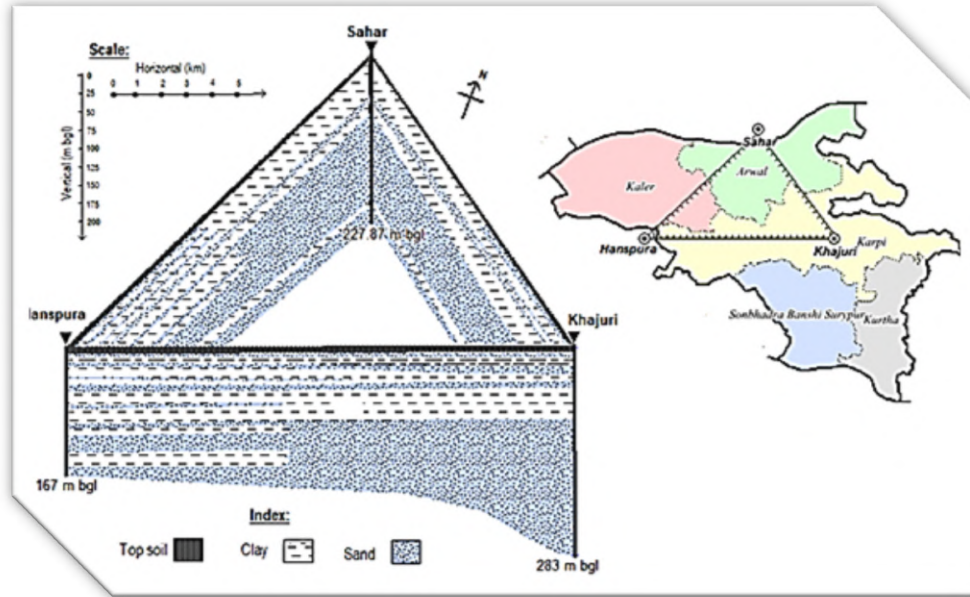 Sahar
Scale:
Horizontal (km)
0 1 2 3 4 5
Vertical (m bgl)
0
25
50
75
100
125
150
175
200
N
227.87 m bgl
lanspura
Khajuri
167 m bgl
283 m bgl
Index:
Top soil
Clay
Sand
Sahar
Arwal
Kaler
Hanspura
Khajuri
Karpi
Sonbhadra Banshi Surypur
Kurtha